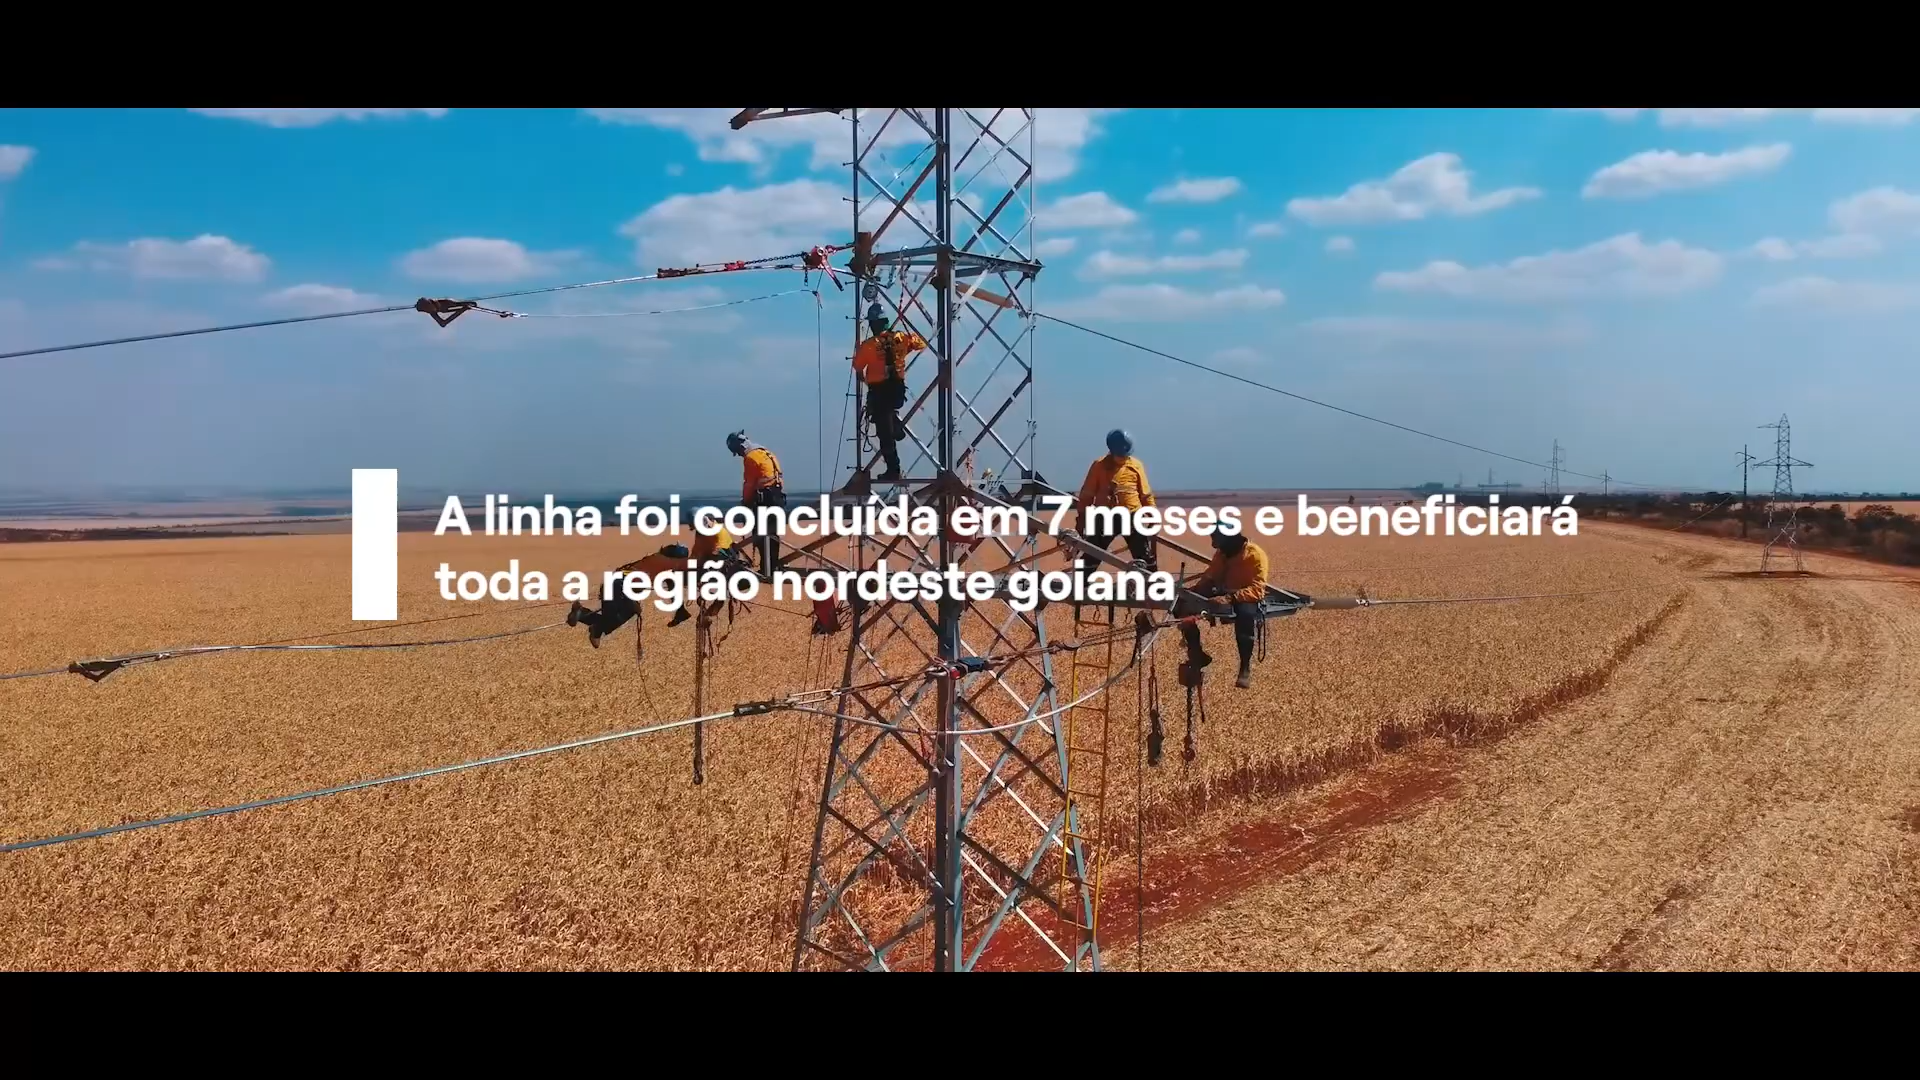 A linha foi concluída em 7 meses e beneficiará
toda a região nordeste goiana